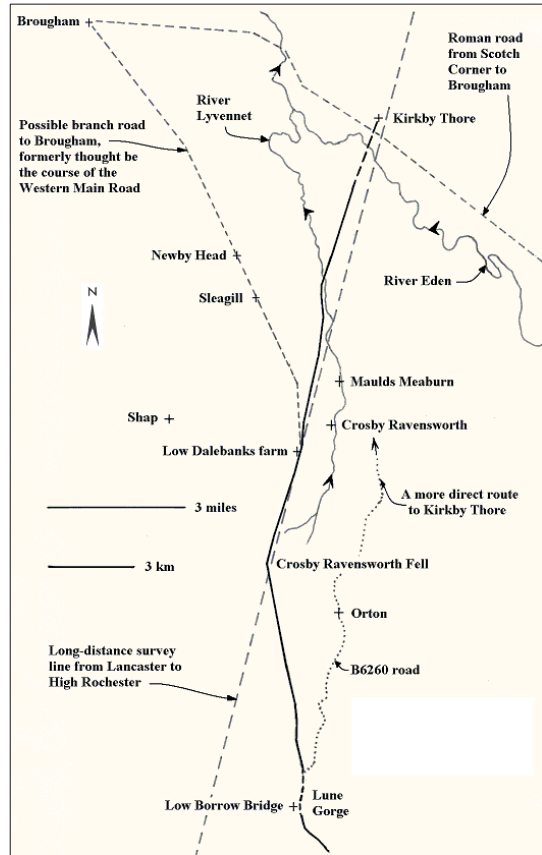 Brougham
Roman road
from Scotch
Corner to
Brougham
River
Lyvennet
Kirkby Thore
Possible branch road
to Brougham,
formerly thought be
the course of the
Western Main Road
Newby Head
River Eden
Sleagill
N
Maulds Meaburn
Shap
Crosby Ravensworth
Low Dalebanks farm
A more direct route
to Kirkby Thore
3 miles
3 km
Crosby Ravensworth Fell
Orton
Long-distance survey
line from Lancaster to
High Rochester
B6260 road
Low Borrow Bridge
Lune
Gorge